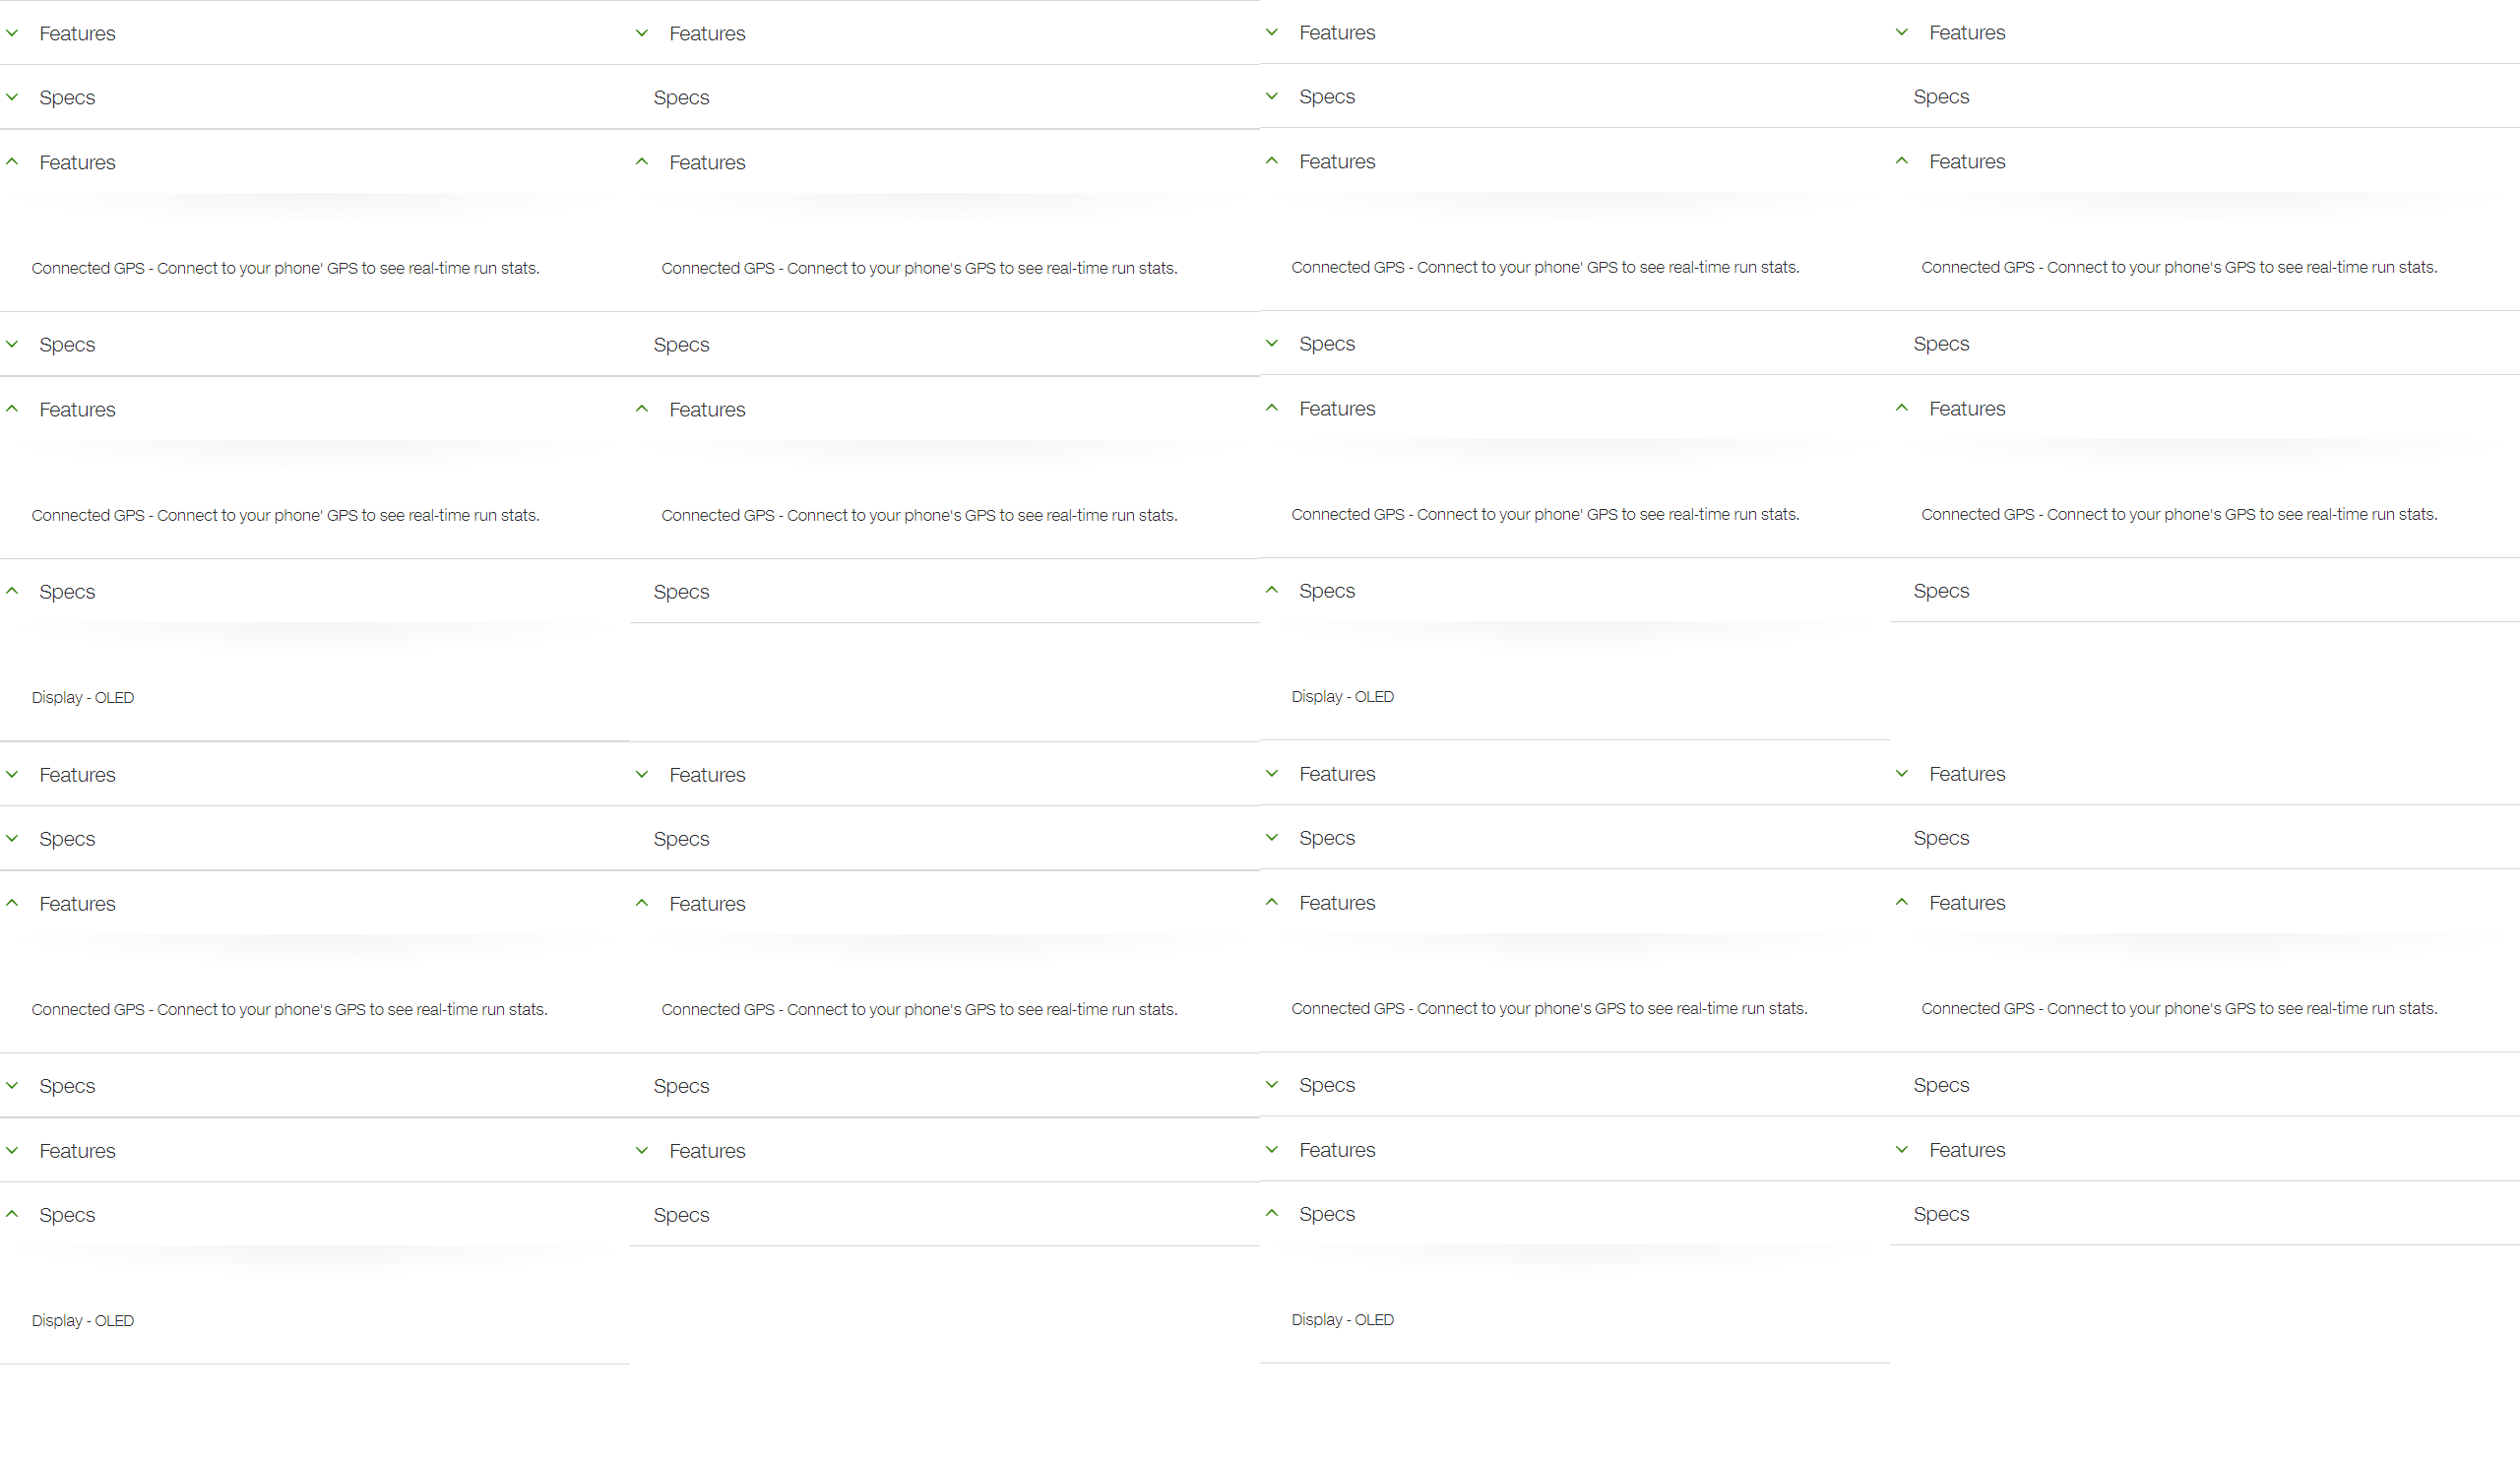 Features Features Features Features
Specs Specs Specs Specs
Features Features Features Features
Connected GPS - Connect to your phone' GPS to see real-time run stats. Connected GPS - Connect to your phone's GPS to see real-time run stats. Connected GPS - Connect to your phone' GPS to see real-time run stats. Connected GPS - Connect to your phone's GPS to see real-time run stats.
Specs Specs Specs Specs
Features Features Features Features
Connected GPS - Connect to your phone' GPS to see real-time run stats. Connected GPS - Connect to your phone's GPS to see real-time run stats. Connected GPS - Connect to your phone' GPS to see real-time run stats. Connected GPS - Connect to your phone's GPS to see real-time run stats.
Specs Specs Specs Specs
Display - OLED Display - OLED
Features Features Features Features
Specs Specs Specs Specs
Features Features Features Features
Connected GPS - Connect to your phone's GPS to see real-time run stats. Connected GPS - Connect to your phone's GPS to see real-time run stats. Connected GPS - Connect to your phone's GPS to see real-time run stats. Connected GPS - Connect to your phone's GPS to see real-time run stats.
Specs Specs Specs Specs
Features Features Features Features
Specs Specs Specs Specs
Display - OLED Display - OLED